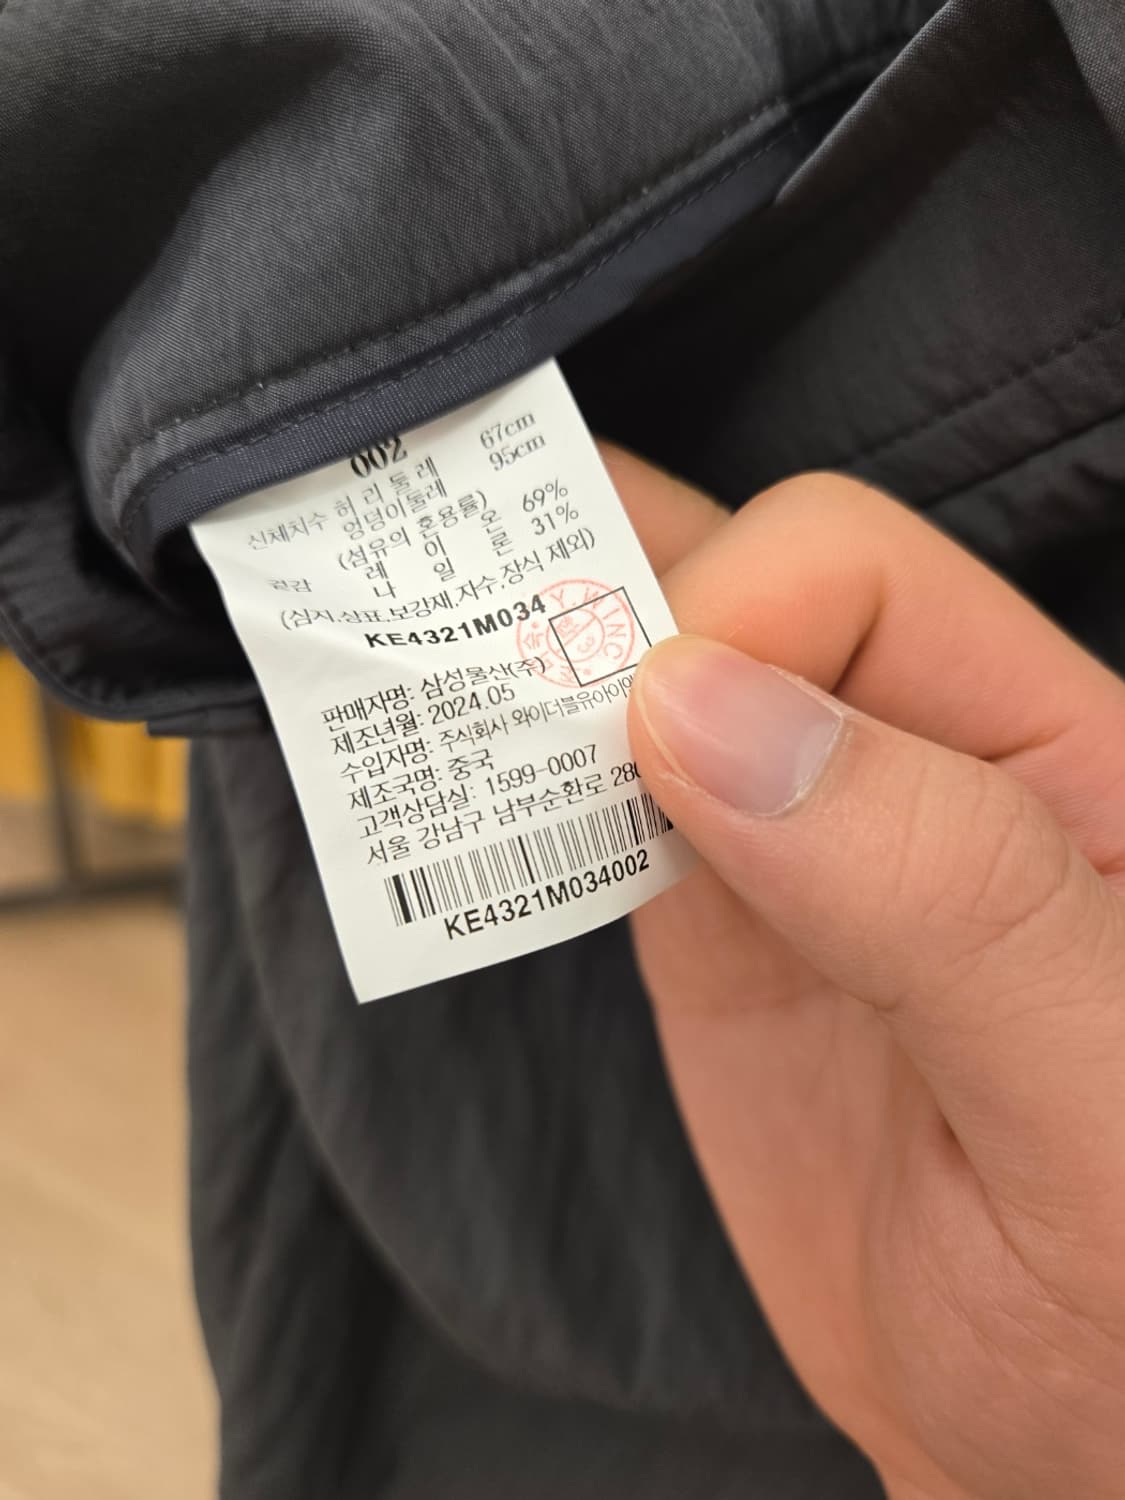 002
신체치수 허리둘레 67cm
엉덩이둘레 95cm
(섬유의 혼용률)
겉감 레이온 69%
나일론 31%
(심지,상표,보강재,자수,장식 제외)
KE4321M034
Y.WINC
판매자명: 삼성물산(주)
제조년월: 2024.05
수입자명: 주식회사 와이더블유아이
제조국명: 중국
고객상담실: 1599-0007
서울 강남구 남부순환로
KE4321M034002